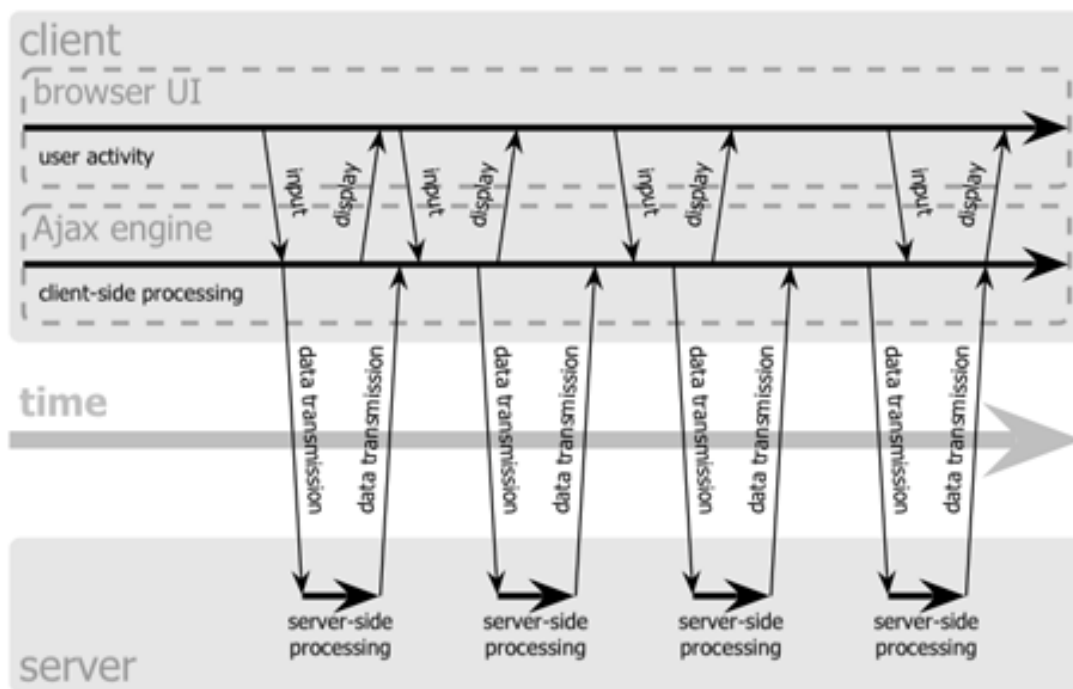 client
browser UI
user activity
input
display
input
display
input
display
input
display
Ajax engine
client-side processing
data transmission
data transmission
data transmission
data transmission
data transmission
data transmission
data transmission
data transmission
time
server-side
processing
server-side
processing
server-side
processing
server-side
processing
server